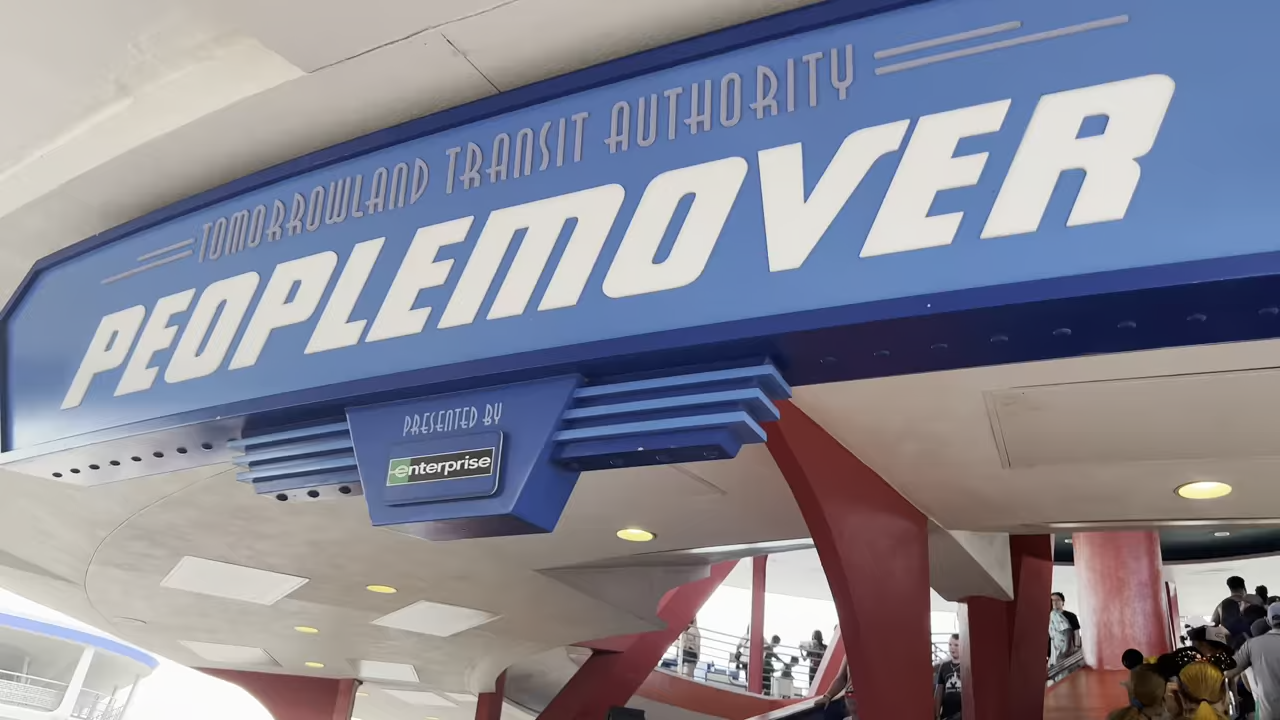 TOMORROWLAND TRANSIT AUTHORITY
PEOPLEMOVER
PRESENTED BY
enterprise